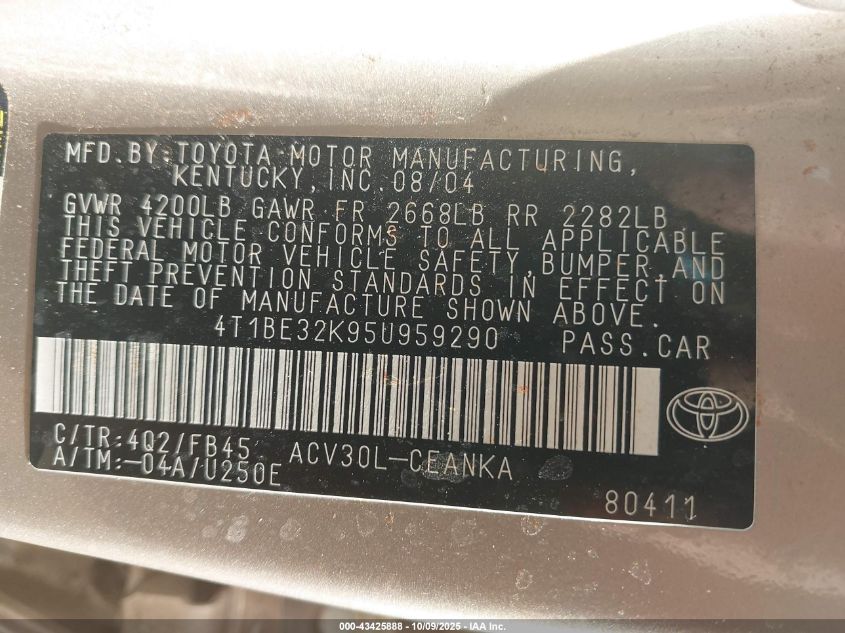 MFD. BY: TOYOTA MOTOR MANUFACTURING,
KENTUCKY, INC. 08/04
GVWR 4200LB GAWR FR 2668LB RR 2282LB
THIS VEHICLE CONFORMS TO ALL APPLICABLE
FEDERAL MOTOR VEHICLE SAFETY, BUMPER, AND
THEFT PREVENTION STANDARDS IN EFFECT ON
THE DATE OF MANUFACTURE SHOWN ABOVE.
4T1BE32K95U959290 PASS.CAR
C/TR:4Q2/FB45 ACV30L-CEANKA
A/TM:-04A/U250E
80411
000-43425888 - 10/09/2025 - IAA Inc.